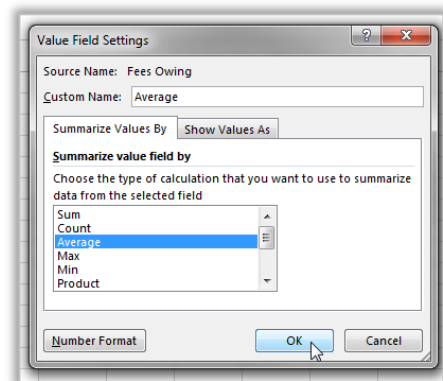 Value Field Settings
Source Name: Fees Owing
Custom Name: Average
Summarize Values By Show Values As
Summarize value field by
Choose the type of calculation that you want to use to summarize
data from the selected field
Sum
Count
Average
Max
Min
Product
Number Format OK Cancel